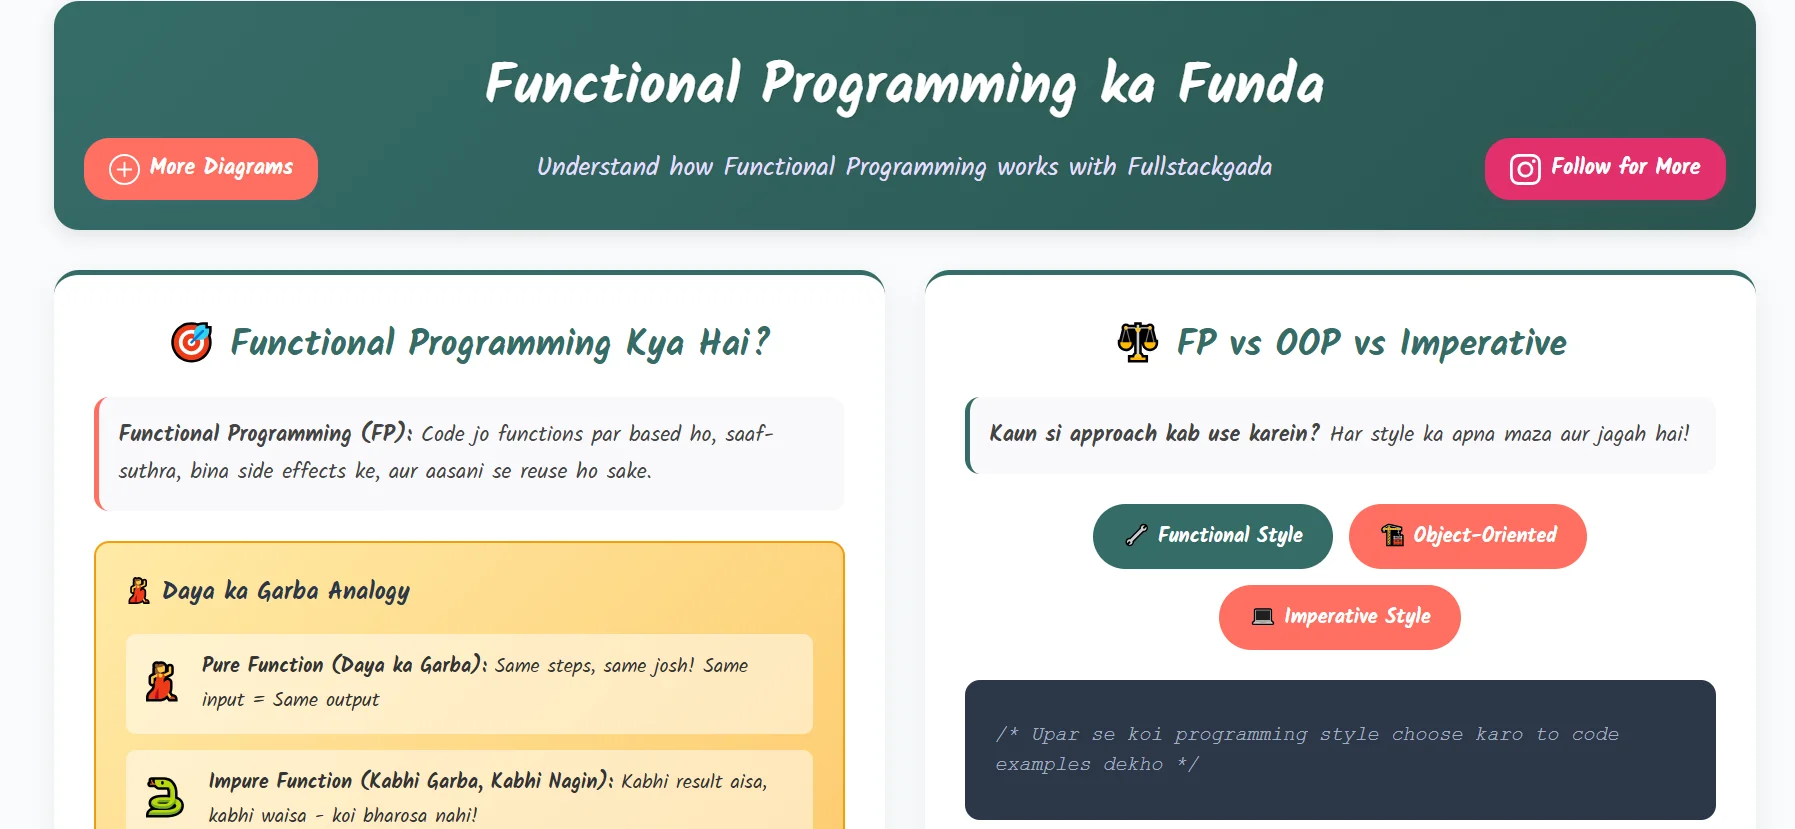 Functional Programming ka Funda
More Diagrams
Understand how Functional Programming works with Fullstackgada
Follow for More
Functional Programming Kya Hai?
Functional Programming (FP): Code jo functions par based ho, saaf-
suthra, bina side effects ke, aur aasani se reuse ho sake.
Daya ka Garba Analogy
Pure Function (Daya ka Garba): Same steps, same josh! Same
input = Same output
Impure Function (Kabhi Garba, Kabhi Nagin): Kabhi result aisa,
kabhi waisa - koi bharosa nahi!
FP vs OOP vs Imperative
Kaun si approach kab use karein? Har style ka apna maza aur jagah hai!
Functional Style
Object-Oriented
Imperative Style
/* Upar se koi programming style choose karo to code
examples dekho */